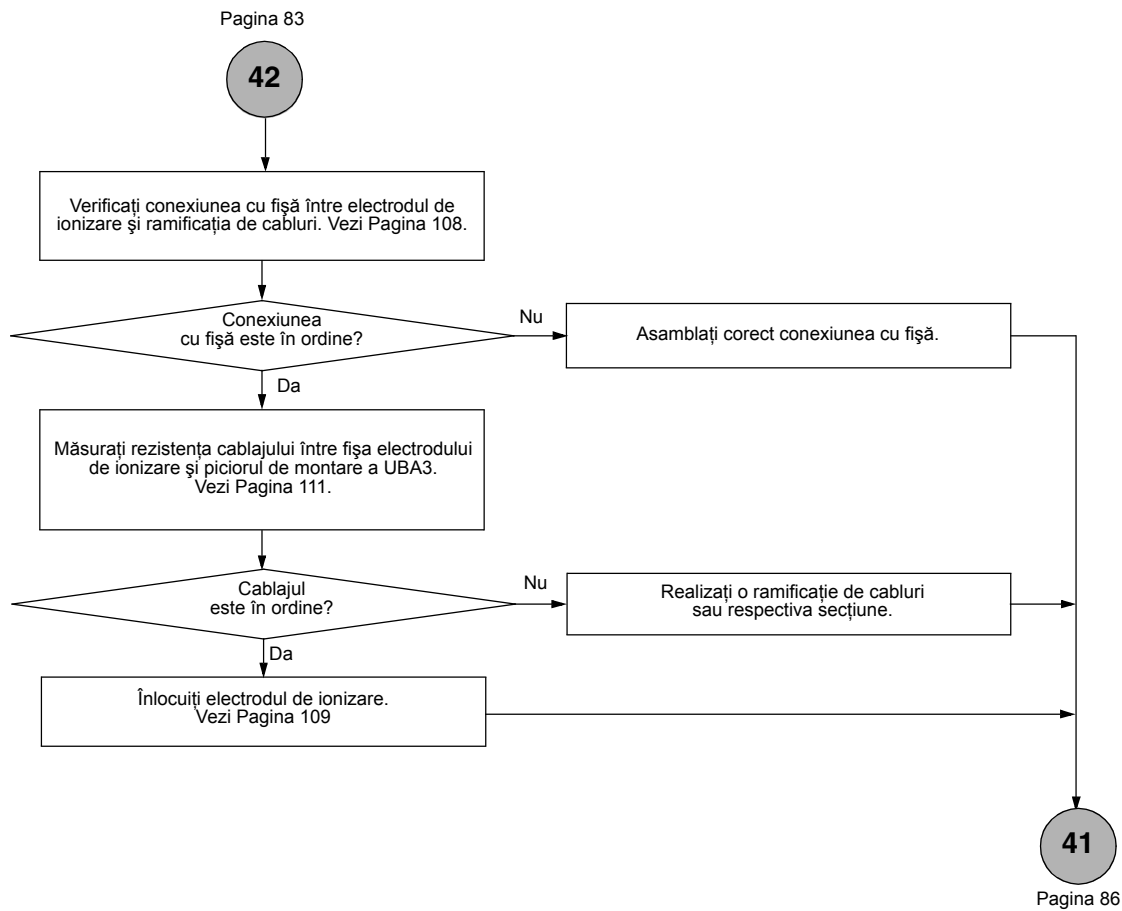 Pagina 83
42
Verificați conexiunea cu fişă între electrodul de
ionizare şi ramificația de cabluri. Vezi Pagina 108.
Conexiunea
cu fişă este în ordine?
Nu
Asamblați corect conexiunea cu fişă.
Da
Măsurați rezistența cablajului între fişa electrodului
de ionizare şi piciorul de montare a UBA3.
Vezi Pagina 111.
Cablajul
este în ordine?
Nu
Realizați o ramificație de cabluri
sau respectiva secțiune.
Da
Înlocuiți electrodul de ionizare.
Vezi Pagina 109
41
Pagina 86